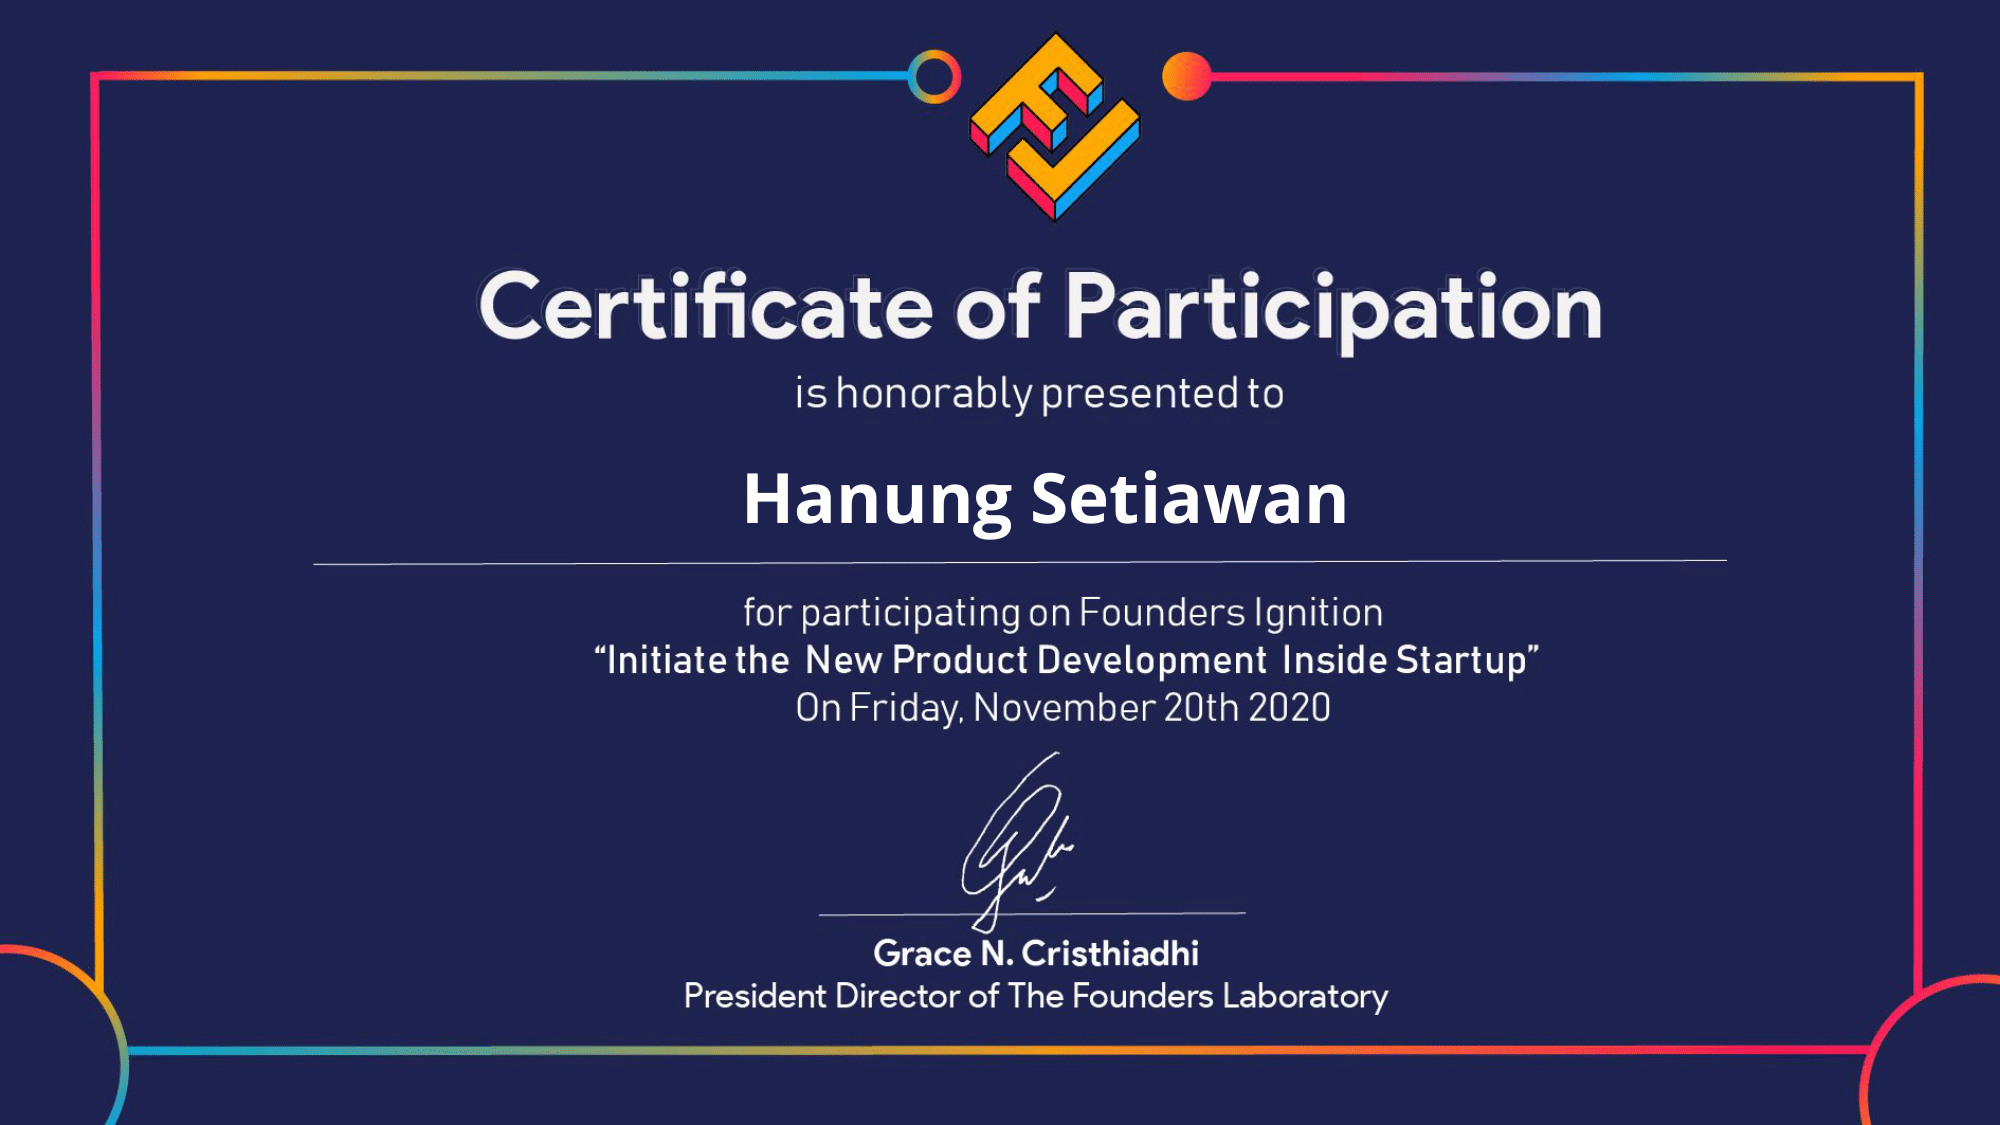 Certificate of Participation
is honorably presented to
Hanung Setiawan
for participating on Founders Ignition
“Initiate the New Product Development Inside Startup”
On Friday, November 20th 2020
Grace N. Cristhiadhi
President Director of The Founders Laboratory